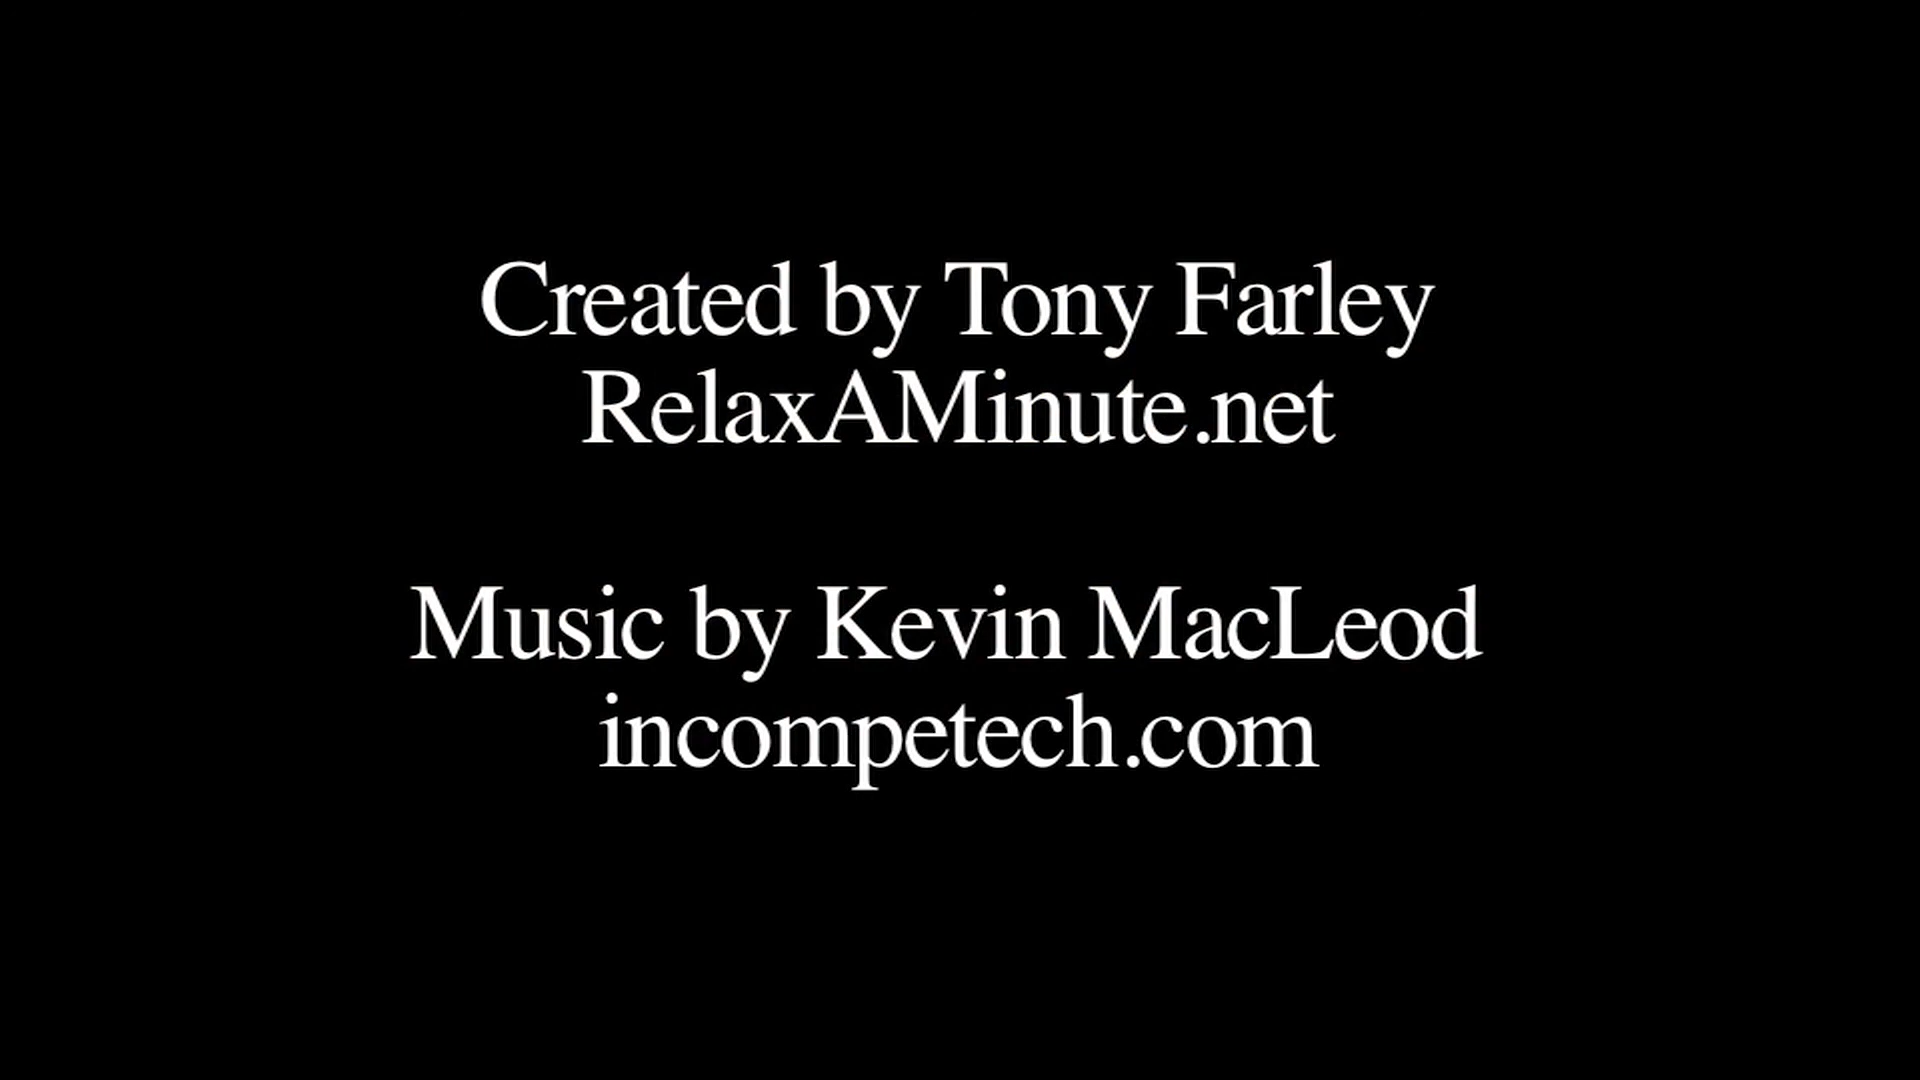 Created by Tony Farley
RelaxAMinute.net
Music by Kevin MacLeod
incompetech.com